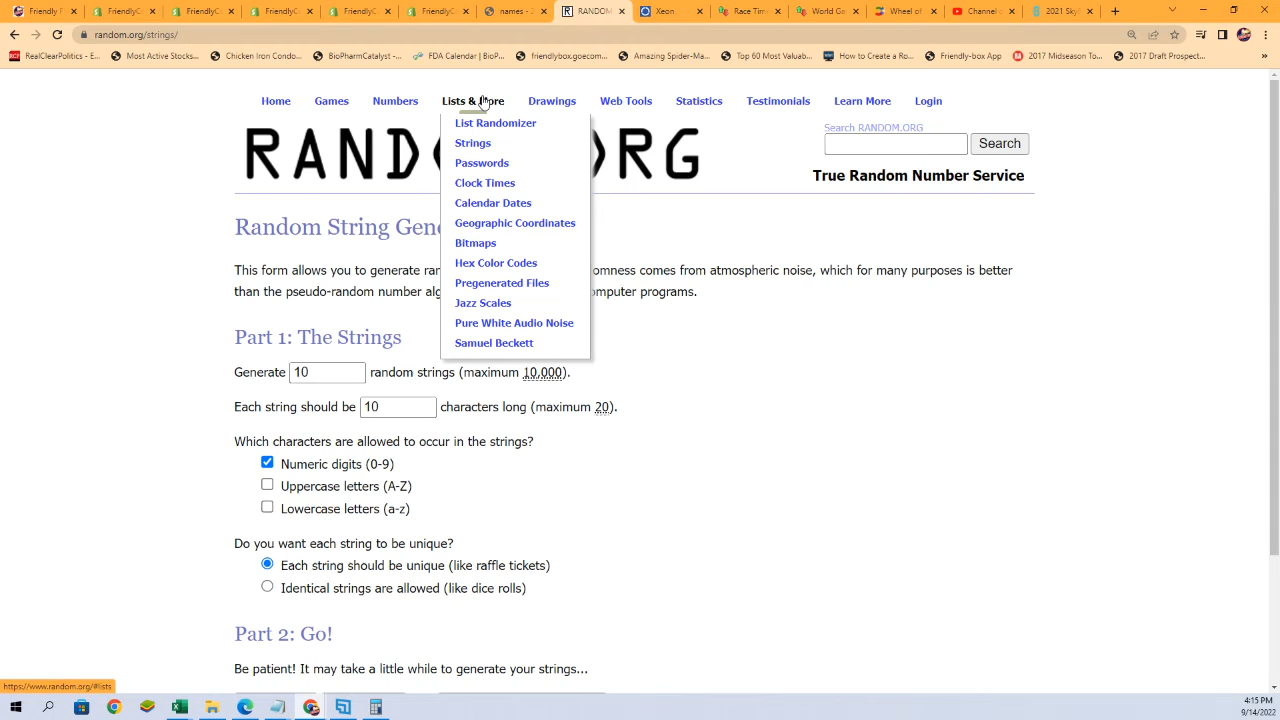 Friendly F
FriendlyC
FriendlyC
FriendlyC
FriendlyC
FriendlyC
names - 2
RANDOM
Xeon
Race Time
World Ga
Wheel of
Channel c
2021 SkyB
random.org/strings/
RealClearPolitics - E...
Most Active Stocks...
Chicken Iron Condo...
BioPharmCatalyst -...
FDA Calendar | BioP...
friendlybox.goecom...
Amazing Spider-Ma...
Top 60 Most Valuab...
How to Create a Ro...
Friendly-box App
2017 Midseason To...
2017 Draft Prospect...
Home Games Numbers Lists & More Drawings Web Tools Statistics Testimonials Learn More Login
List Randomizer
Strings
Passwords
Clock Times
Calendar Dates
Geographic Coordinates
Bitmaps
Hex Color Codes
Pregenerated Files
Jazz Scales
Pure White Audio Noise
Samuel Beckett
Search RANDOM.ORG
Search
True Random Number Service
Random String Gen
This form allows you to generate ran
omness comes from atmospheric noise, which for many purposes is better
than the pseudo-random number alg
mputer programs.
Part 1: The Strings
Generate 10 random strings (maximum 10,000).
Each string should be 10 characters long (maximum 20).
Which characters are allowed to occur in the strings?
Numeric digits (0-9)
Uppercase letters (A-Z)
Lowercase letters (a-z)
Do you want each string to be unique?
Each string should be unique (like raffle tickets)
Identical strings are allowed (like dice rolls)
Part 2: Go!
Be patient! It may take a little while to generate your strings...
https://www.random.org/#lists
4:15 PM
9/14/2022